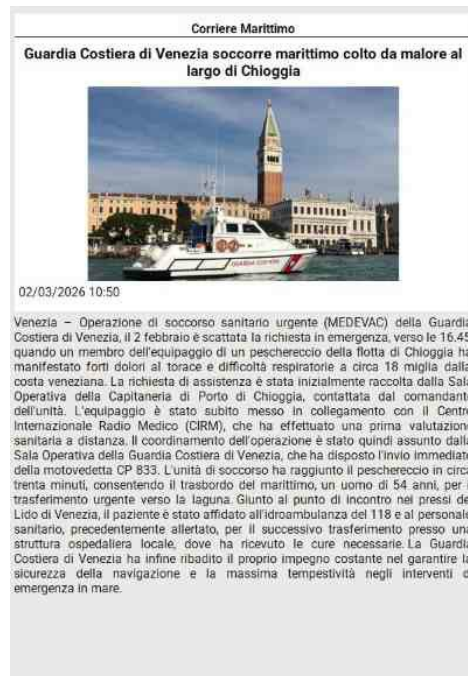 Corriere Marittimo
Guardia Costiera di Venezia soccorre marittimo colto da malore al
largo di Chioggia
GUARDIA COSTIERA
02/03/2026 10:50
Venezia – Operazione di soccorso sanitario urgente (MEDEVAC) della Guardia
Costiera di Venezia, il 2 febbraio è scattata la richiesta in emergenza, verso le 16.45
quando un membro dell'equipaggio di un peschereccio della flotta di Chioggia ha
manifestato forti dolori al torace e difficoltà respiratorie a circa 18 miglia dalla
costa veneziana. La richiesta di assistenza è stata inizialmente raccolta dalla Sala
Operativa della Capitaneria di Porto di Chioggia, contattata dal comandante
dell'unità. L'equipaggio è stato subito messo in collegamento con il Centro
Internazionale Radio Medico (CIRM), che ha effettuato una prima valutazione
sanitaria a distanza. Il coordinamento dell'operazione è stato quindi assunto dalla
Sala Operativa della Guardia Costiera di Venezia, che ha disposto l'invio immediato
della motovedetta CP 833. L'unità di soccorso ha raggiunto il peschereccio in circa
trenta minuti, consentendo il trasbordo del marittimo, un uomo di 54 anni, per
trasferimento urgente verso la laguna. Giunto al punto di incontro nei pressi de
Lido di Venezia, il paziente è stato affidato all'idroambulanza del 118 e al personale
sanitario, precedentemente allertato, per il successivo trasferimento presso una
struttura ospedaliera locale, dove ha ricevuto le cure necessarie. La Guardia
Costiera di Venezia ha infine ribadito il proprio impegno costante nel garantire la
sicurezza della navigazione e la massima tempestività negli interventi d
emergenza in mare.